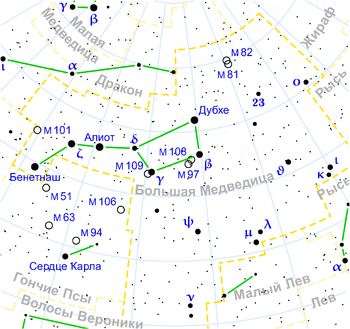 γ
β
Малая
Медведица
Жираф
ι
α
Дракон
M 82
M 81
Рысь
ο
23
Дубхе
M 101
Алиот
δ
ζ
M 108
M 109
M 97
β
Бенетнаш
γ
ϑ
ι
κ
M 51
Большая Медведица
Рысь
M 106
M 63
ψ
M 94
μ
λ
Сердце Карла
α
Гончие Псы
Малый Лев
Волосы Вероники
ν
Лев